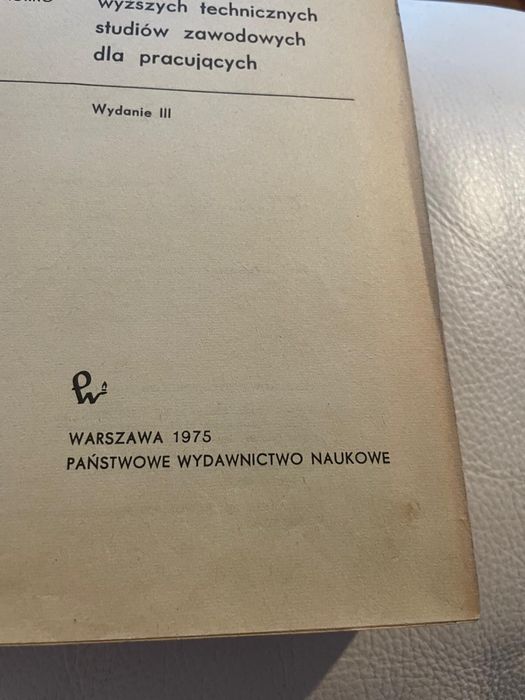 wyższych technicznych
studiów zawodowych
dla pracujących
Wydanie III
WARSZAWA 1975
PAŃSTWOWE WYDAWNICTWO NAUKOWE